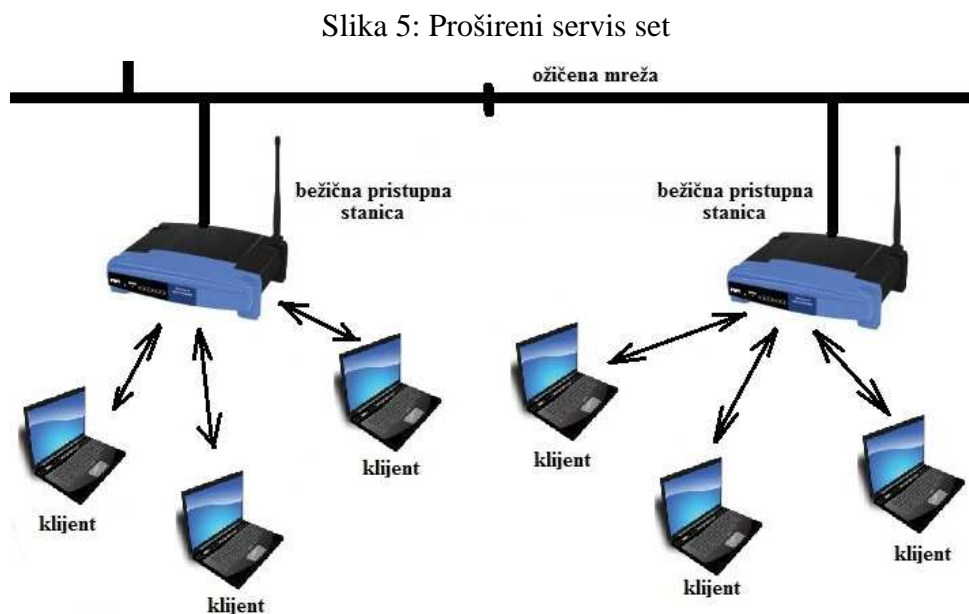 Slika 5: Prošireni servis set
ožičena mreža
bežična pristupna
stanica
bežična pristupna
stanica
klijent
klijent
klijent
klijent
klijent
klijent